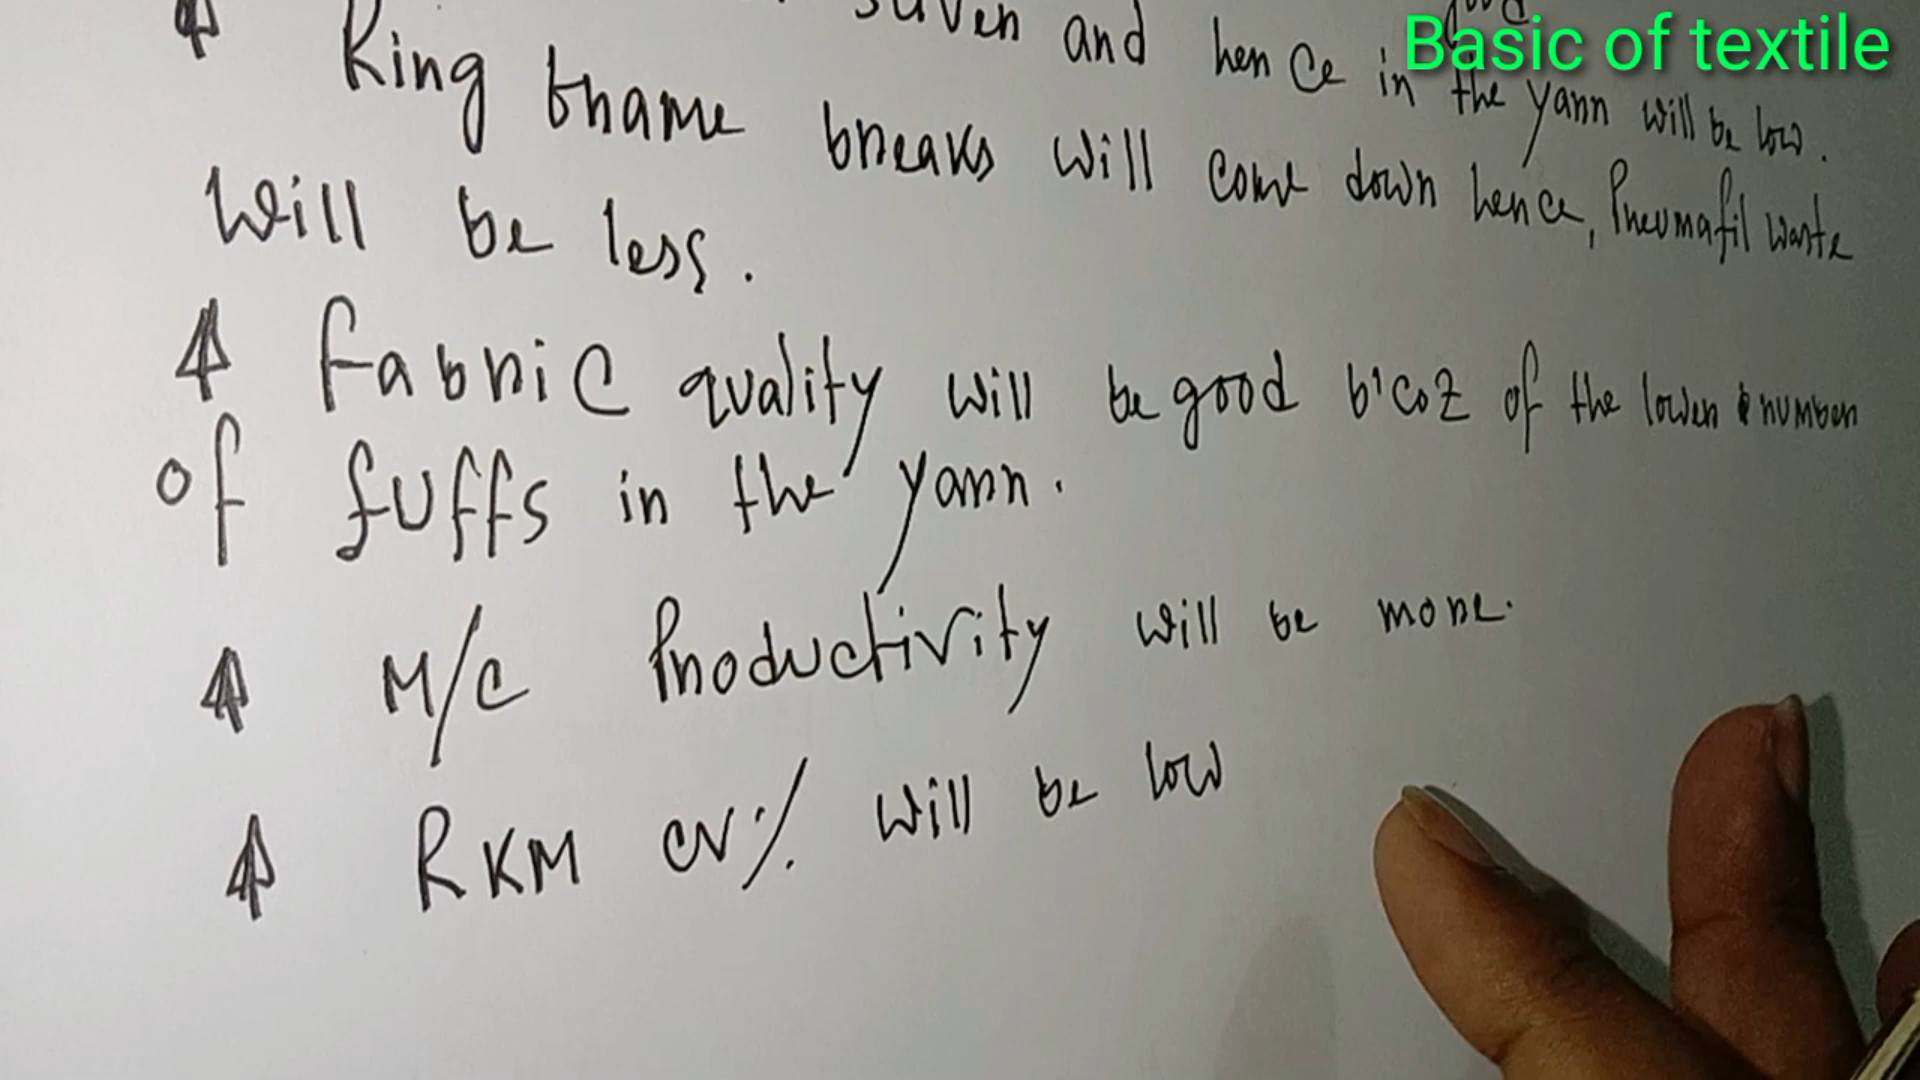 Basic of textile
and hence in the yarn will be low.
Ring frame breaks will come down hence, Pneumafil waste
will be less.
Fabric quality will be good b'coz of the lower number
of fuffs in the yarn.
M/C Productivity will be more.
RKM CV% will be low